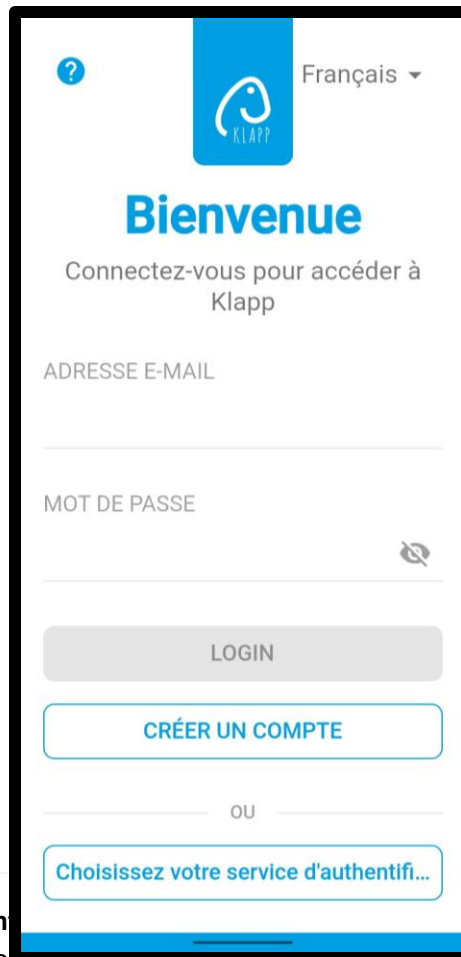 ?
Français
KLAPP
Bienvenue
Connectez-vous pour accéder à
Klapp
ADRESSE E-MAIL
MOT DE PASSE
LOGIN
CRÉER UN COMPTE
OU
Choisissez votre service d'authentifi...